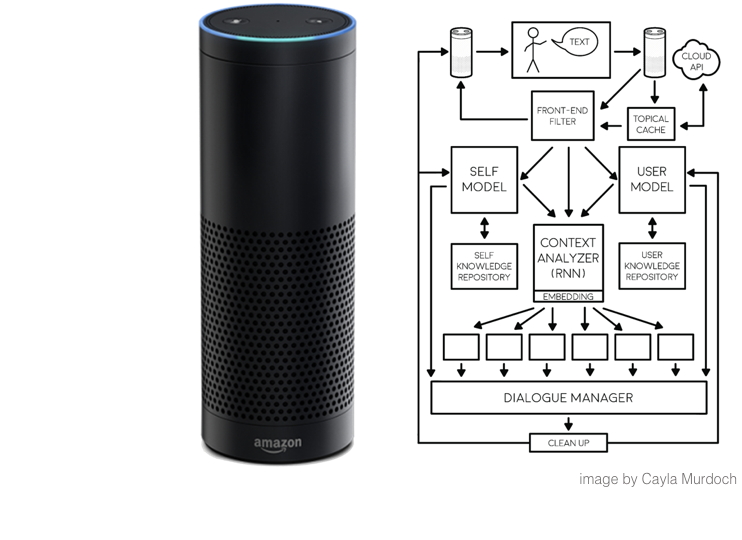 amazon
TEXT
CLOUD
API
FRONT-END
FILTER
TOPICAL
CACHE
SELF
MODEL
USER
MODEL
SELF
KNOWLEDGE
REPOSITORY
CONTEXT
ANALYZER
(RNN)
EMBEDDING
USER
KNOWLEDGE
REPOSITORY
DIALOGUE MANAGER
CLEAN UP
image by Cayla Murdoch